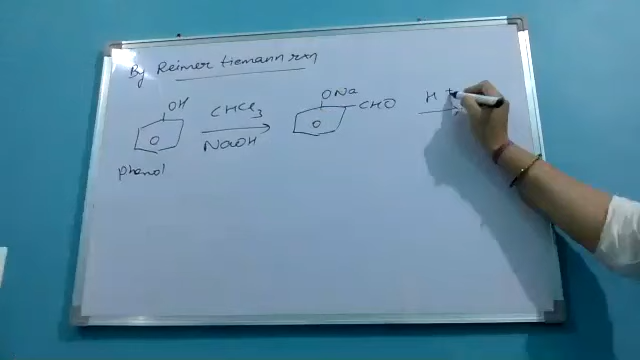 By Reimer tiemann rxn
OH
CHCl3
NaOH
phenol
ONa
CHO
H +